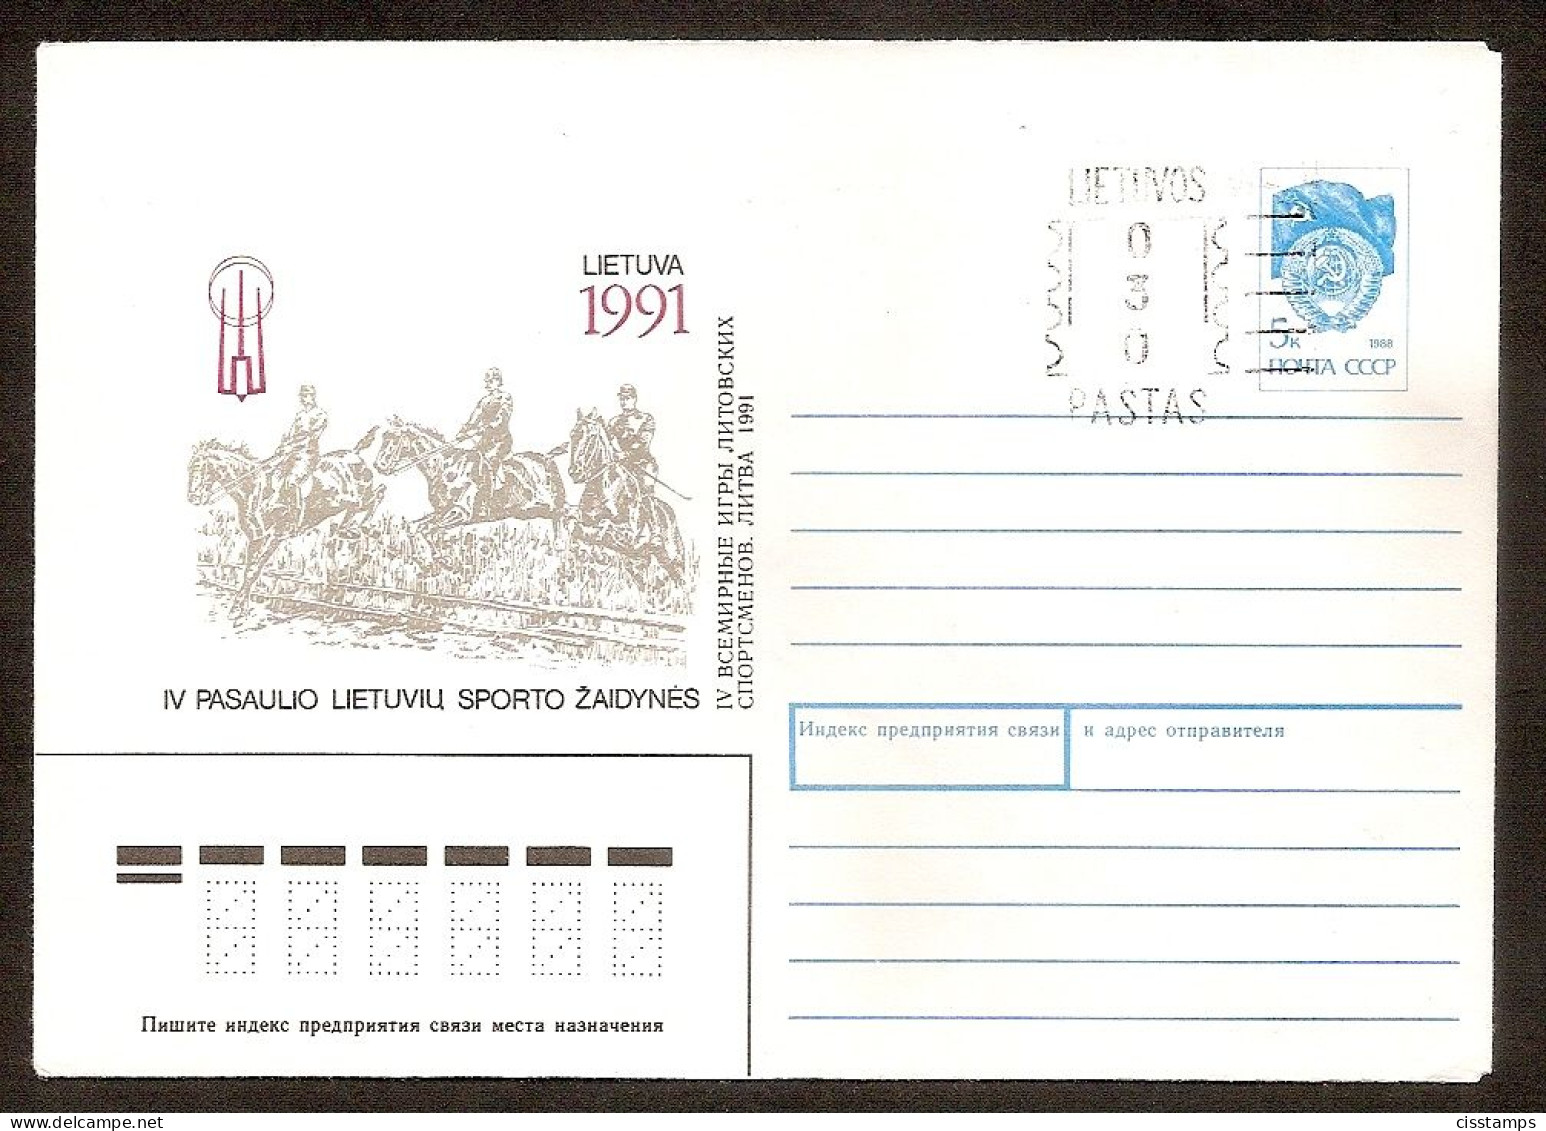 LIETUVOS
0
3
0
PASTAS
5к
1988
ПОЧТА СССР
LIETUVA
1991
IV ВСЕМИРНЫЕ ИГРЫ ЛИТОВСКИХ
СПОРТСМЕНОВ. ЛИТВА 1991
IV PASAULIO LIETUVIŲ SPORTO ŽAIDYNĖS
Индекс предприятия связи
и адрес отправителя
Пишите индекс предприятия связи места назначения
cisstamps